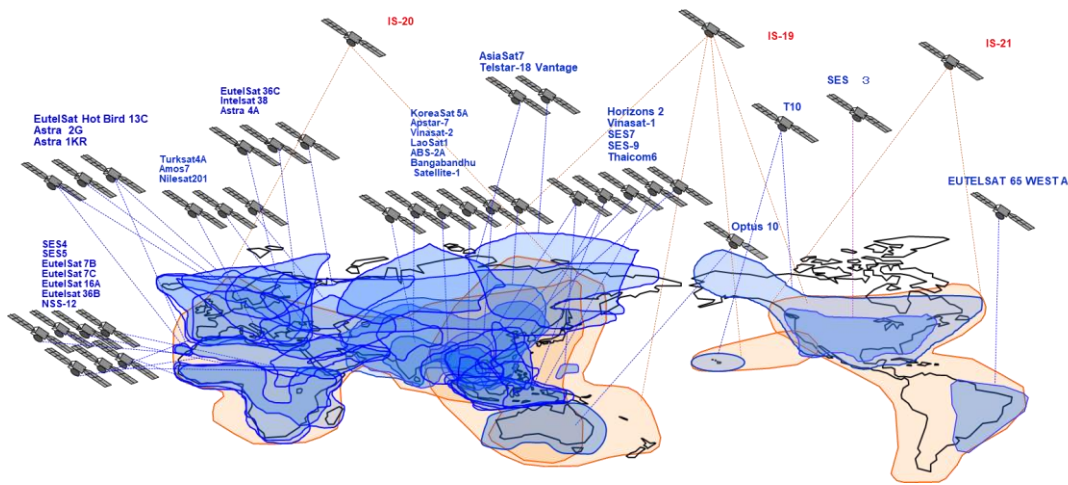 IS-20
IS-19
IS-21
AsiaSat7
Telstar-18 Vantage
SES 3
EutelSat 36C
Intelsat 38
Astra 4A
KoreaSat 5A
Apstar-7
Vinasat-2
LaoSat1
ABS-2A
Bangabandhu
Satellite-1
Horizons 2
Vinasat-1
SES7
SES-9
Thaicom6
T10
EutelSat Hot Bird 13C
Astra 2G
Astra 1KR
Turksat4A
Amos7
Nilesat201
EUTELSAT 65 WEST A
Optus 10
SES4
SES5
EutelSat 7B
EutelSat 7C
EutelSat 16A
Eutelsat 36B
NSS-12